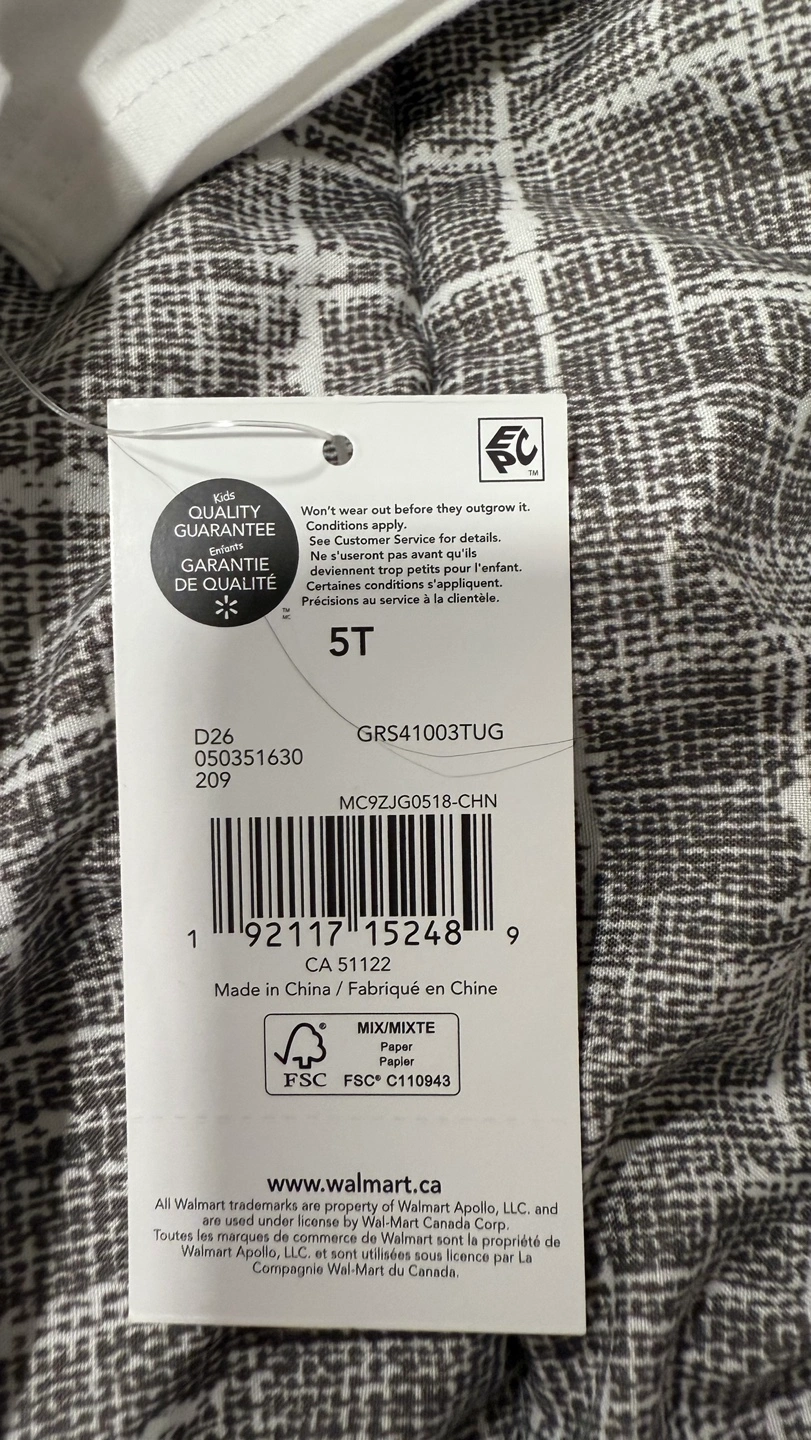 EPC
TM
Kids
QUALITY
GUARANTEE
Enfants
GARANTIE
DE QUALITÉ
TM
MC
Won't wear out before they outgrow it.
Conditions apply.
See Customer Service for details.
Ne s'useront pas avant qu'ils
deviennent trop petits pour l'enfant.
Certaines conditions s'appliquent.
Précisions au service à la clientèle.
5T
D26
GRS41003TUG
050351630
209
MC9ZJG0518-CHN
1 92117 15248 9
CA 51122
Made in China / Fabriqué en Chine
MIX/MIXTE
Paper
Papier
FSC® C110943
®
FSC
www.walmart.ca
All Walmart trademarks are property of Walmart Apollo, LLC. and
are used under license by Wal-Mart Canada Corp.
Toutes les marques de commerce de Walmart sont la propriété de
Walmart Apollo, LLC. et sont utilisées sous licence par La
Compagnie Wal-Mart du Canada.